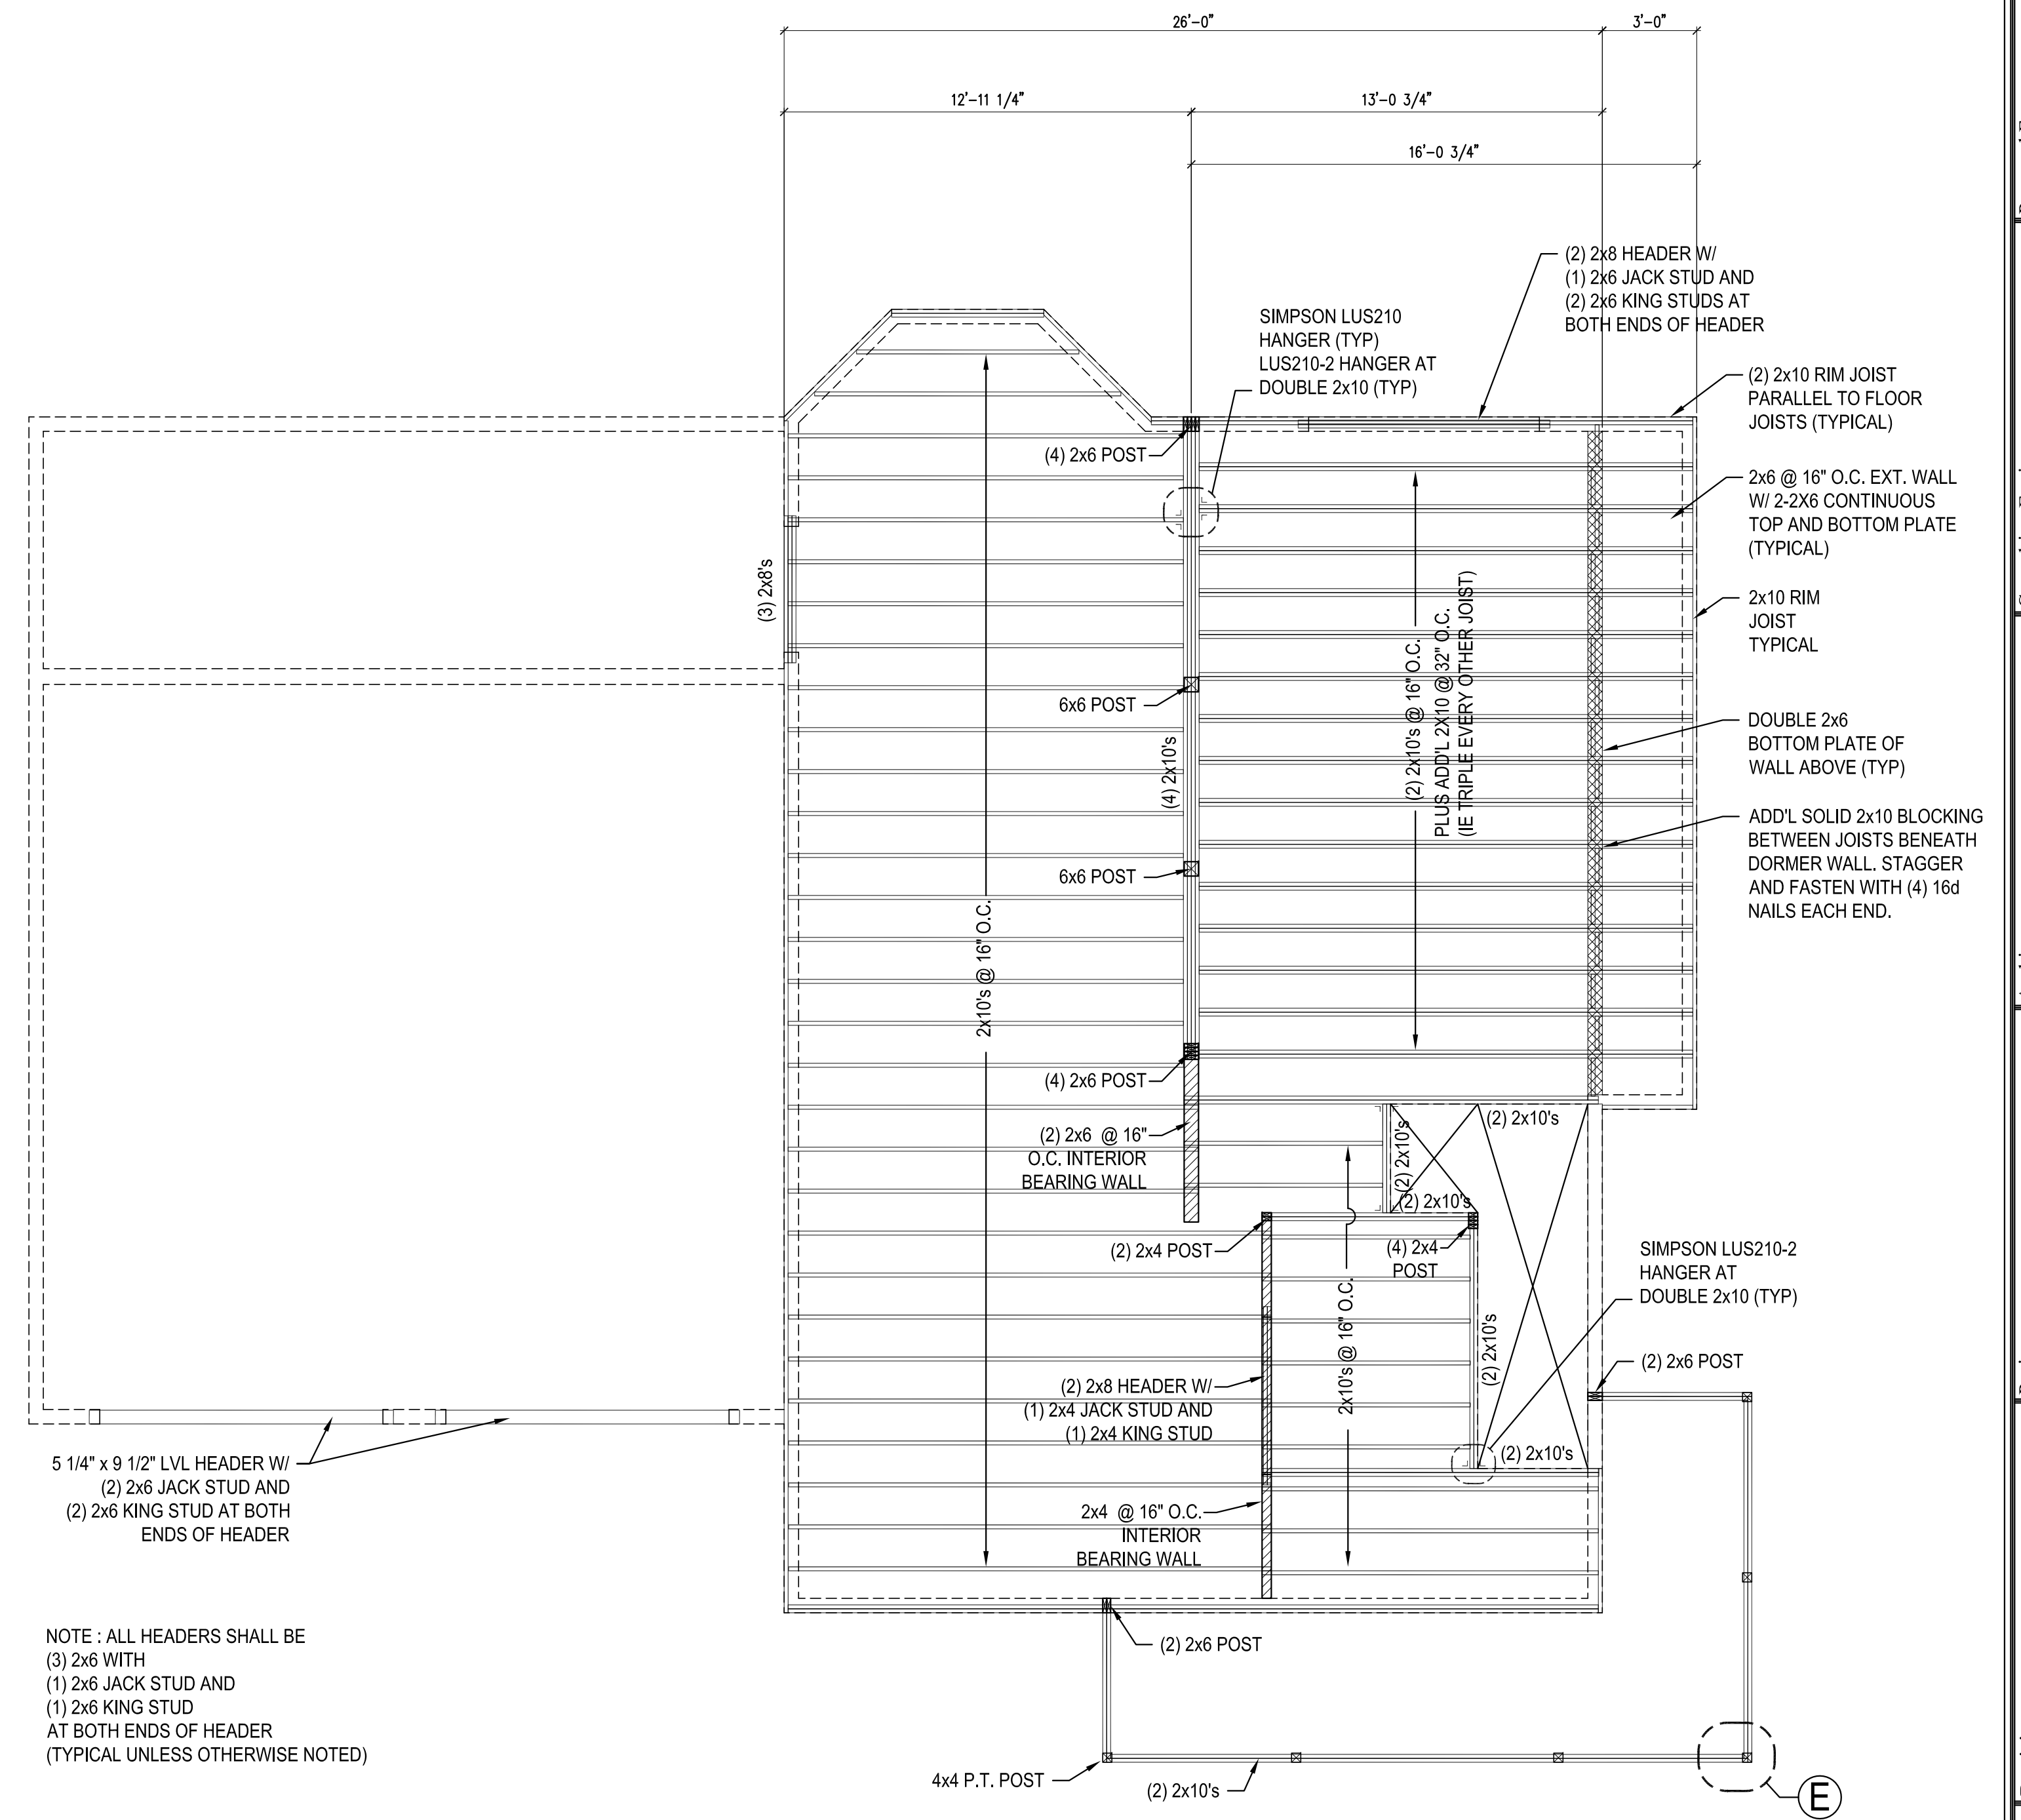 26'-0"
3'-0"
12'-11 1/4"
13'-0 3/4"
16'-0 3/4"
(2) 2x8 HEADER W/
(1) 2x6 JACK STUD AND
(2) 2x6 KING STUDS AT
BOTH ENDS OF HEADER
SIMPSON LUS210
HANGER (TYP)
LUS210-2 HANGER AT
DOUBLE 2x10 (TYP)
(2) 2x10 RIM JOIST
PARALLEL TO FLOOR
JOISTS (TYPICAL)
(4) 2x6 POST
2x6 @ 16" O.C. EXT. WALL
W/ 2-2X6 CONTINUOUS
TOP AND BOTTOM PLATE
(TYPICAL)
(3) 2x8's
2x10 RIM
JOIST
TYPICAL
(2) 2x10's @ 16" O.C.
PLUS ADD'L 2X10 @ 32" O.C.
(IE TRIPLE EVERY OTHER JOIST)
6x6 POST
(4) 2x10's
DOUBLE 2x6
BOTTOM PLATE OF
WALL ABOVE (TYP)
ADD'L SOLID 2x10 BLOCKING
BETWEEN JOISTS BENEATH
DORMER WALL. STAGGER
AND FASTEN WITH (4) 16d
NAILS EACH END.
6x6 POST
2x10's @ 16" O.C.
(4) 2x6 POST
(2) 2x6 @ 16"
O.C. INTERIOR
BEARING WALL
(2) 2x10's
(2) 2x10's
(2) 2x10's
(2) 2x4 POST
(4) 2x4
POST
SIMPSON LUS210-2
HANGER AT
DOUBLE 2x10 (TYP)
2x10's @ 16" O.C.
(2) 2x10's
(2) 2x6 POST
(2) 2x8 HEADER W/
(1) 2x4 JACK STUD AND
(1) 2x4 KING STUD
(2) 2x10's
5 1/4" x 9 1/2" LVL HEADER W/
(2) 2x6 JACK STUD AND
(2) 2x6 KING STUD AT BOTH
ENDS OF HEADER
2x4 @ 16" O.C.
INTERIOR
BEARING WALL
(2) 2x6 POST
NOTE : ALL HEADERS SHALL BE
(3) 2x6 WITH
(1) 2x6 JACK STUD AND
(1) 2x6 KING STUD
AT BOTH ENDS OF HEADER
(TYPICAL UNLESS OTHERWISE NOTED)
4x4 P.T. POST
(2) 2x10's
E